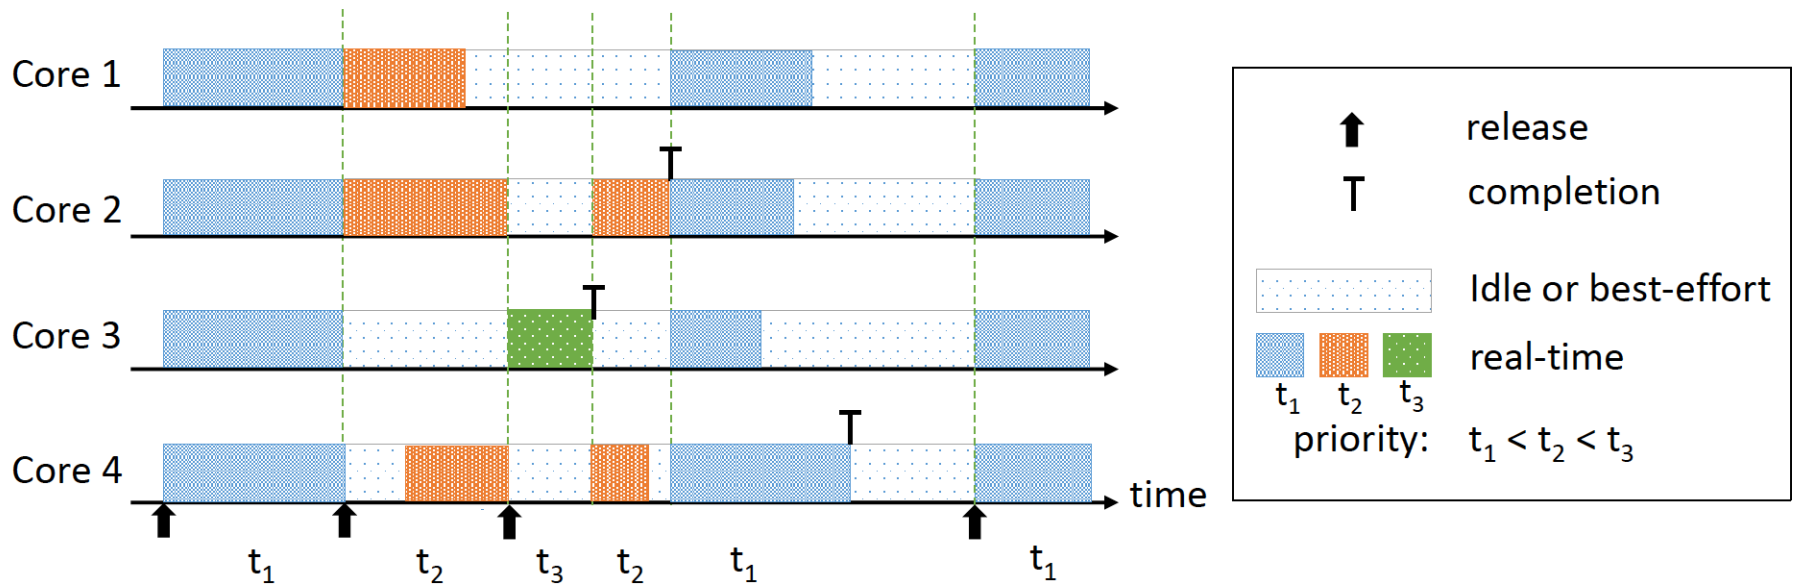 Core 1
Core 2
Core 3
Core 4
time
t₁ t₂ t₃ t₂ t₁ t₁
release
completion
Idle or best-effort
real-time
t₁ t₂ t₃
priority: t₁ < t₂ < t₃